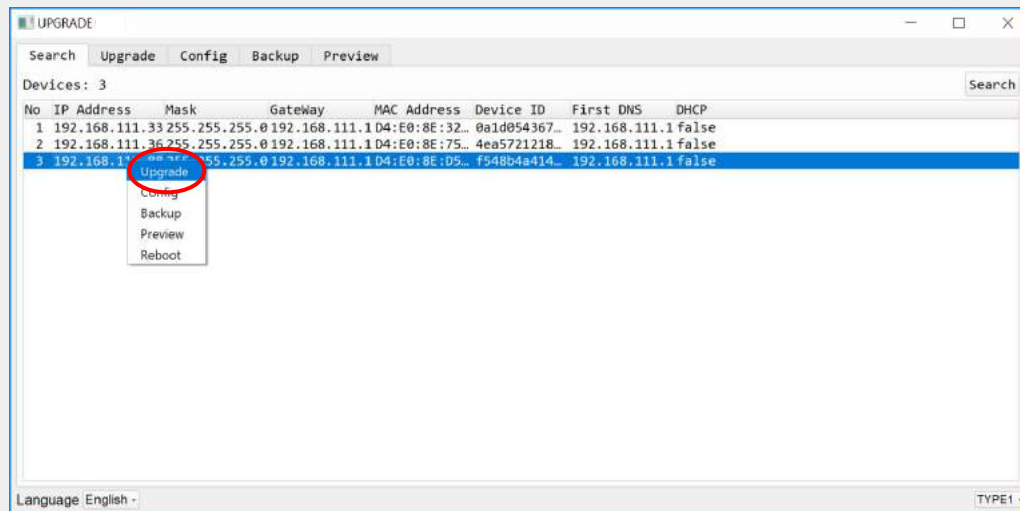 UPGRADE
Search Upgrade Config Backup Preview
Devices: 3 Search
No IP Address Mask GateWay MAC Address Device ID First DNS DHCP
1 192.168.111.33 255.255.255.0 192.168.111.1 D4:E0:8E:32… 0a1d054367… 192.168.111.1 false
2 192.168.111.36 255.255.255.0 192.168.111.1 D4:E0:8E:75… 4ea5721218… 192.168.111.1 false
3 255.255.255.0 192.168.111.1 D4:E0:8E:D5… f548b4a414… 192.168.111.1 false
Upgrade
Config
Backup
Preview
Reboot
Language English TYPE1